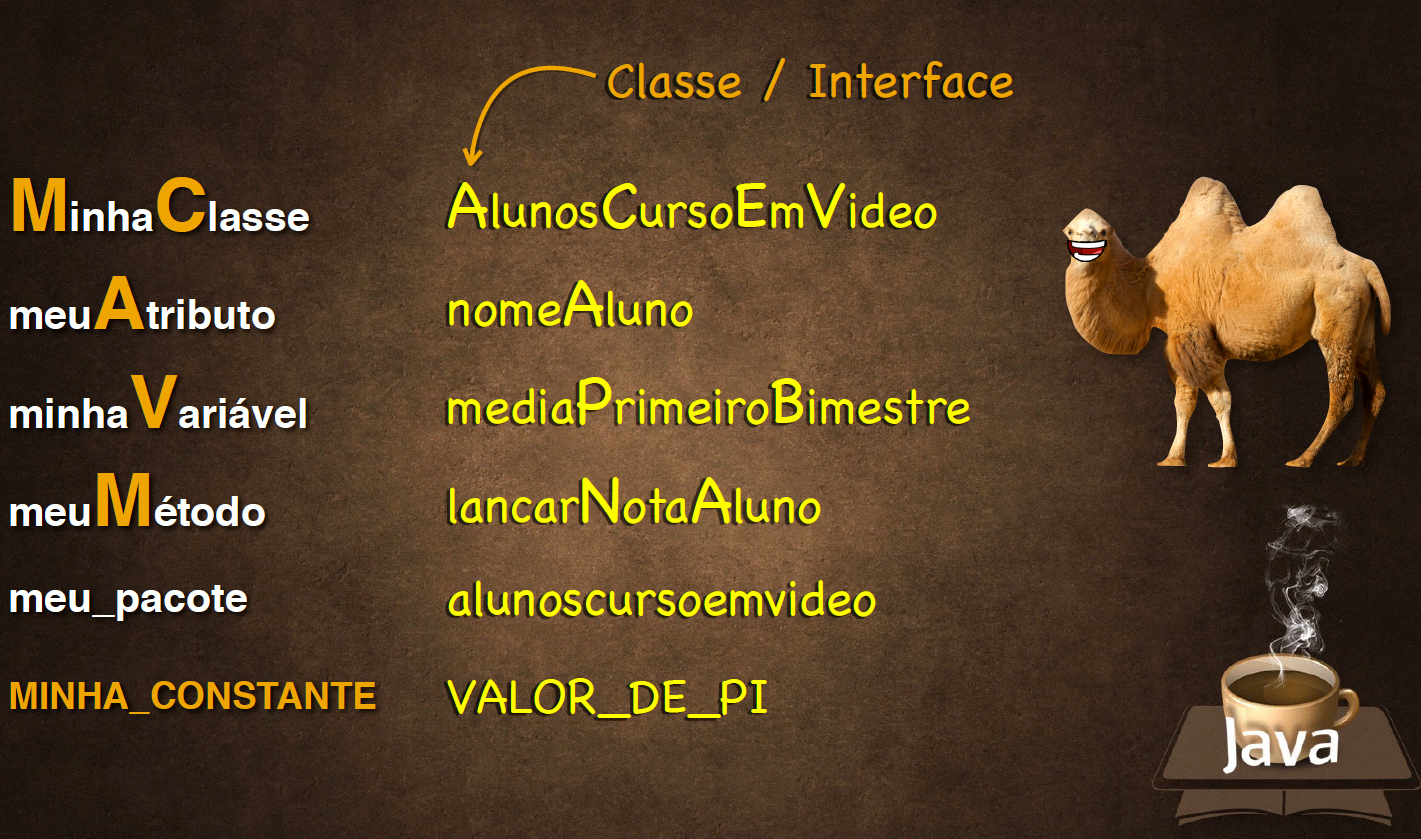 Classe / Interface
MinhaClasse AlunosCursoEmVideo
meuAtributo nomeAluno
minhaVariável mediaPrimeiroBimestre
meuMétodo lancarNotaAluno
meu_pacote alunoscursoemvideo
MINHA_CONSTANTE VALOR_DE_PI
Java